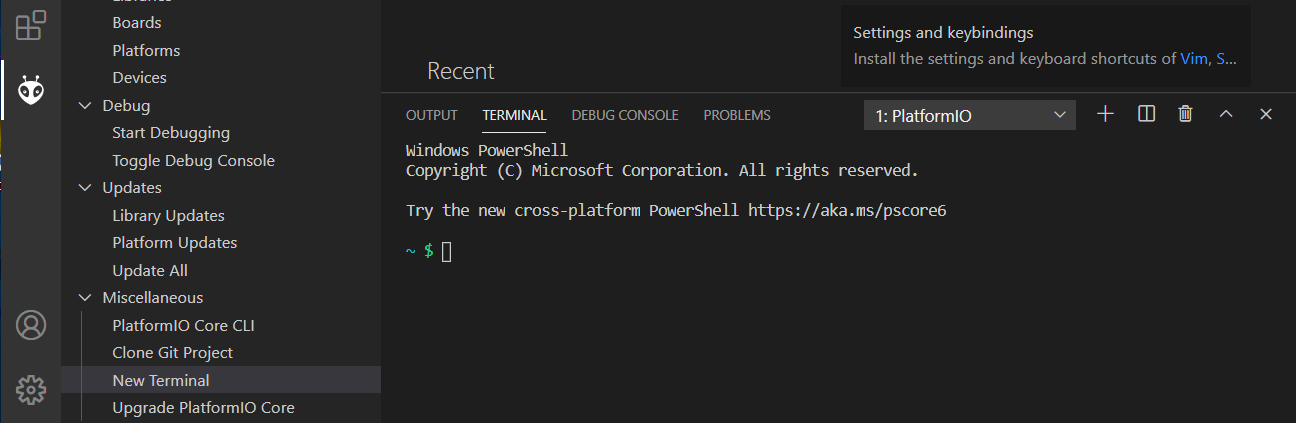 Boards
Platforms
Devices
Debug
Start Debugging
Toggle Debug Console
Updates
Library Updates
Platform Updates
Update All
Miscellaneous
PlatformIO Core CLI
Clone Git Project
New Terminal
Upgrade PlatformIO Core
Recent
Settings and keybindings
Install the settings and keyboard shortcuts of Vim, S...
OUTPUT TERMINAL DEBUG CONSOLE PROBLEMS 1: PlatformIO
Windows PowerShell
Copyright (C) Microsoft Corporation. All rights reserved.
Try the new cross-platform PowerShell https://aka.ms/pscore6
~ $